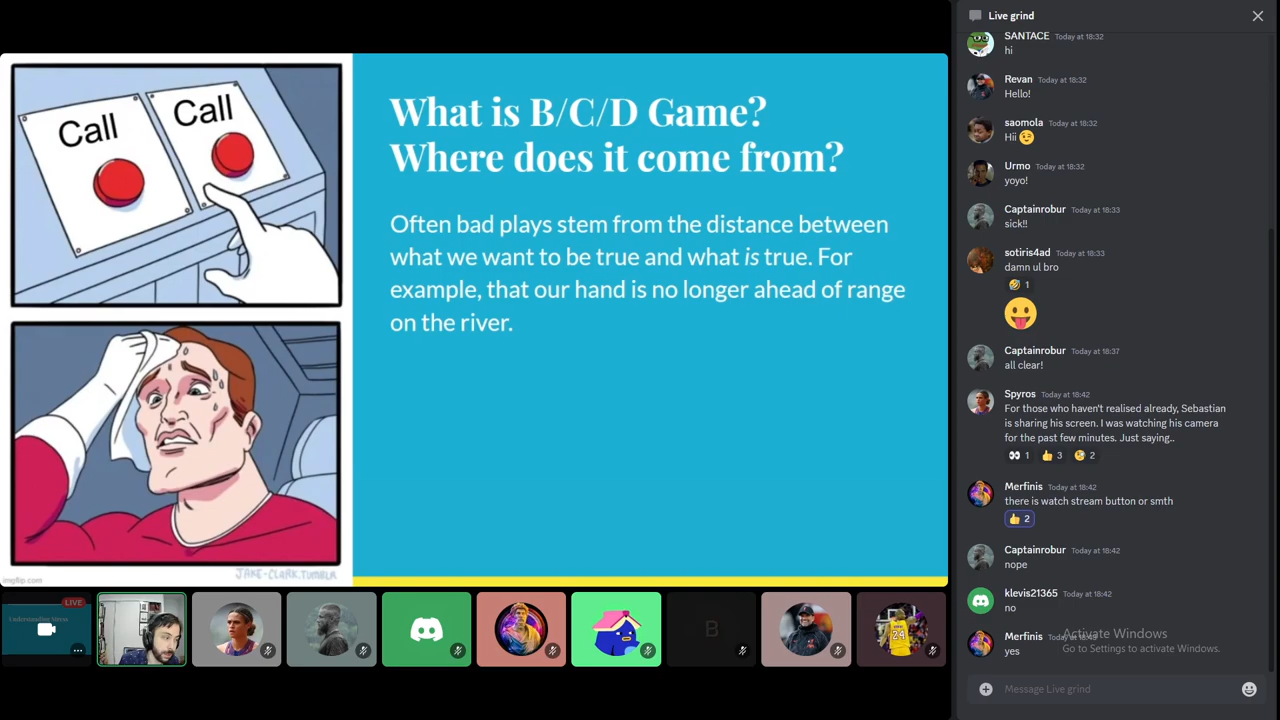 Call
Call
JAKE-CLARK.TUMBLR
imgflip.com
What is B/C/D Game?
Where does it come from?
Often bad plays stem from the distance between
what we want to be true and what is true. For
example, that our hand is no longer ahead of range
on the river.
LIVE
Understanding Stress
B
24
Live grind
SANTACE Today at 18:32
hi
Revan Today at 18:32
Hello!
saomola Today at 18:32
Hii 😉
Urmo Today at 18:32
yoyo!
Captainrobur Today at 18:33
sick!!
sotiris4ad Today at 18:33
damn ul bro
🤣 1
😛
Captainrobur Today at 18:37
all clear!
Spyros Today at 18:42
For those who haven't realised already, Sebastian
is sharing his screen. I was watching his camera
for the past few minutes. Just saying..
👀 1 👍 3 🤣 2
Merfinis Today at 18:42
there is watch stream button or smth
👍 2
Captainrobur Today at 18:42
nope
klevis21365 Today at 18:42
no
Merfinis Today at
yes
Activate Windows
Go to Settings to activate Windows.
Message Live grind